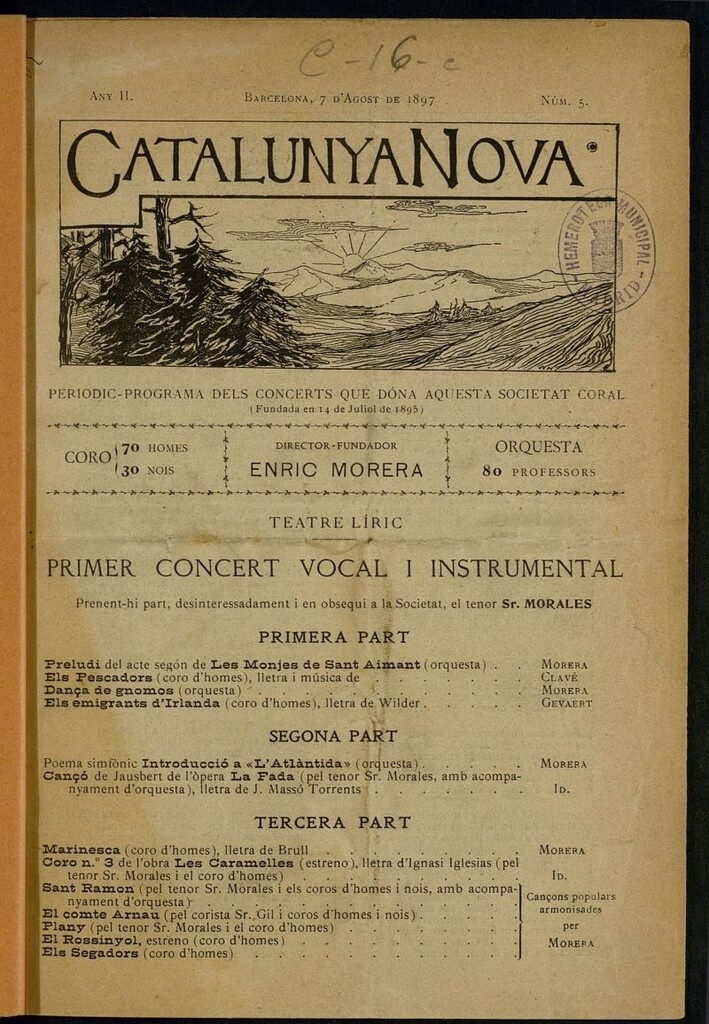 C-16-c
Any II. Barcelona, 7 d'Agost de 1897 Núm. 5.
CATALUNYA NOVA
HEMEROTECA MUNICIPAL
MADRID
PERIODIC-PROGRAMA DELS CONCERTS QUE DÓNA AQUESTA SOCIETAT CORAL
(Fundada en 14 de Juliol de 1895)
CORO 70 HOMES
30 NOIS
DIRECTOR-FUNDADOR
ENRIC MORERA
ORQUESTA
80 PROFESSORS
TEATRE LÍRIC
PRIMER CONCERT VOCAL I INSTRUMENTAL
Prenent-hi part, desinteressadament i en obsequi a la Societat, el tenor Sr. MORALES
PRIMERA PART
Preludi del acte segón de Les Monjes de Sant Aimant (orquesta) . . Morera
Els Pescadors (coro d'homes), lletra i música de . . . . . . Clavé
Dança de gnomos (orquesta) . . . . . . . . . . Morera
Els emigrants d'Irlanda (coro d'homes), lletra de Wilder . . . . Gevaert
SEGONA PART
Poema simfònic Introducció a «L'Atlàntida» (orquesta) . . . . Morera
Cançó de Jausbert de l'òpera La Fada (pel tenor Sr. Morales, amb acompa-
nyament d'orquesta), lletra de J. Massó Torrents . . . . . . Id.
TERCERA PART
Marinesca (coro d'homes), lletra de Brull . . . . . . . Morera
Coro n.º 3 de l'òbra Les Caramelles (estreno), lletra d'Ignasi Iglesias (pel
tenor Sr. Morales i el coro d'homes) . . . . . . . . Id.
Sant Ramon (pel tenor Sr. Morales i els coros d'homes i nois, amb acompa-
nyament d'orquesta) . . . . . . . . . . .
El comte Arnau (pel corista Sr. Gil i coros d'homes i nois) . . . .
Plany (pel tenor Sr. Morales i el coro d'homes) . . . . . .
El Rossinyol, estreno (coro d'homes) . . . . . . . .
Els Segadors (coro d'homes) . . . . . . . . . .
Cançons populars
armonisades
per
Morera